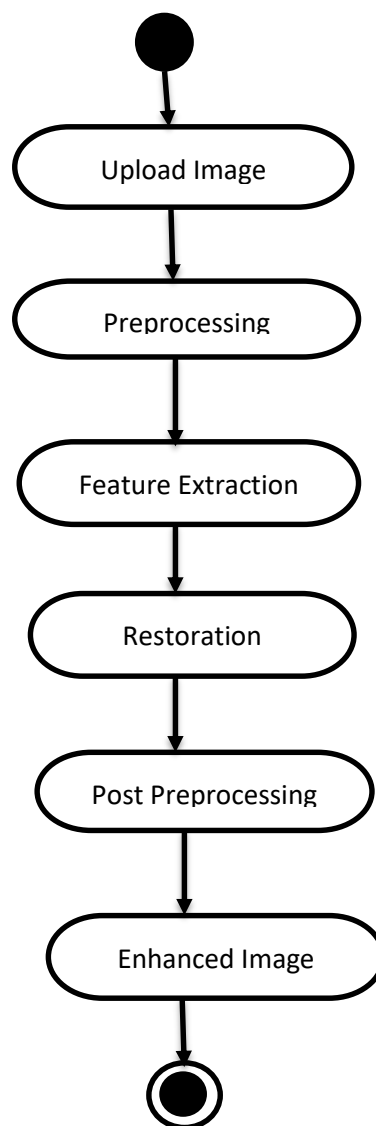 Upload Image
Preprocessing
Feature Extraction
Restoration
Post Preprocessing
Enhanced Image